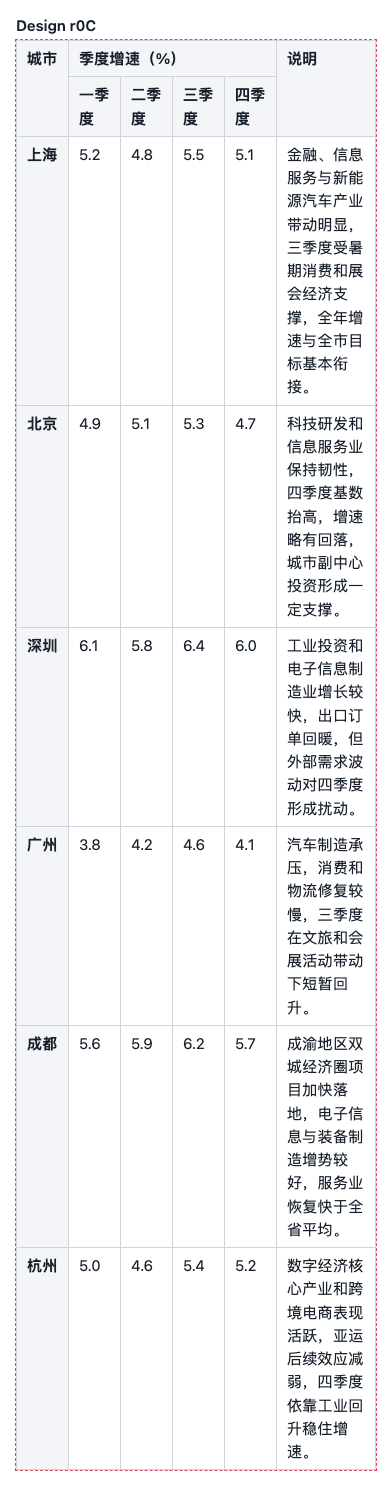 Design r0C
城市
季度增速（%）
说明
一季
度
二季
度
三季
度
四季
度
上海
5.2
4.8
5.5
5.1
金融、信息
服务与新能
源汽车产业
带动明显，
三季度受暑
期消费和展
会经济支
撑，全年增
速与全市目
标基本衔
接。
北京
4.9
5.1
5.3
4.7
科技研发和
信息服务业
保持韧性，
四季度基数
抬高，增速
略有回落，
城市副中心
投资形成一
定支撑。
深圳
6.1
5.8
6.4
6.0
工业投资和
电子信息制
造业增长较
快，出口订
单回暖，但
外部需求波
动对四季度
形成扰动。
广州
3.8
4.2
4.6
4.1
汽车制造承
压，消费和
物流修复较
慢，三季度
在文旅和会
展活动带动
下短暂回
升。
成都
5.6
5.9
6.2
5.7
成渝地区双
城经济圈项
目加快落
地，电子信
息与装备制
造增势较
好，服务业
恢复快于全
省平均。
杭州
5.0
4.6
5.4
5.2
数字经济核
心产业和跨
境电商表现
活跃，亚运
后续效应减
弱，四季度
依靠工业回
升稳住增
速。